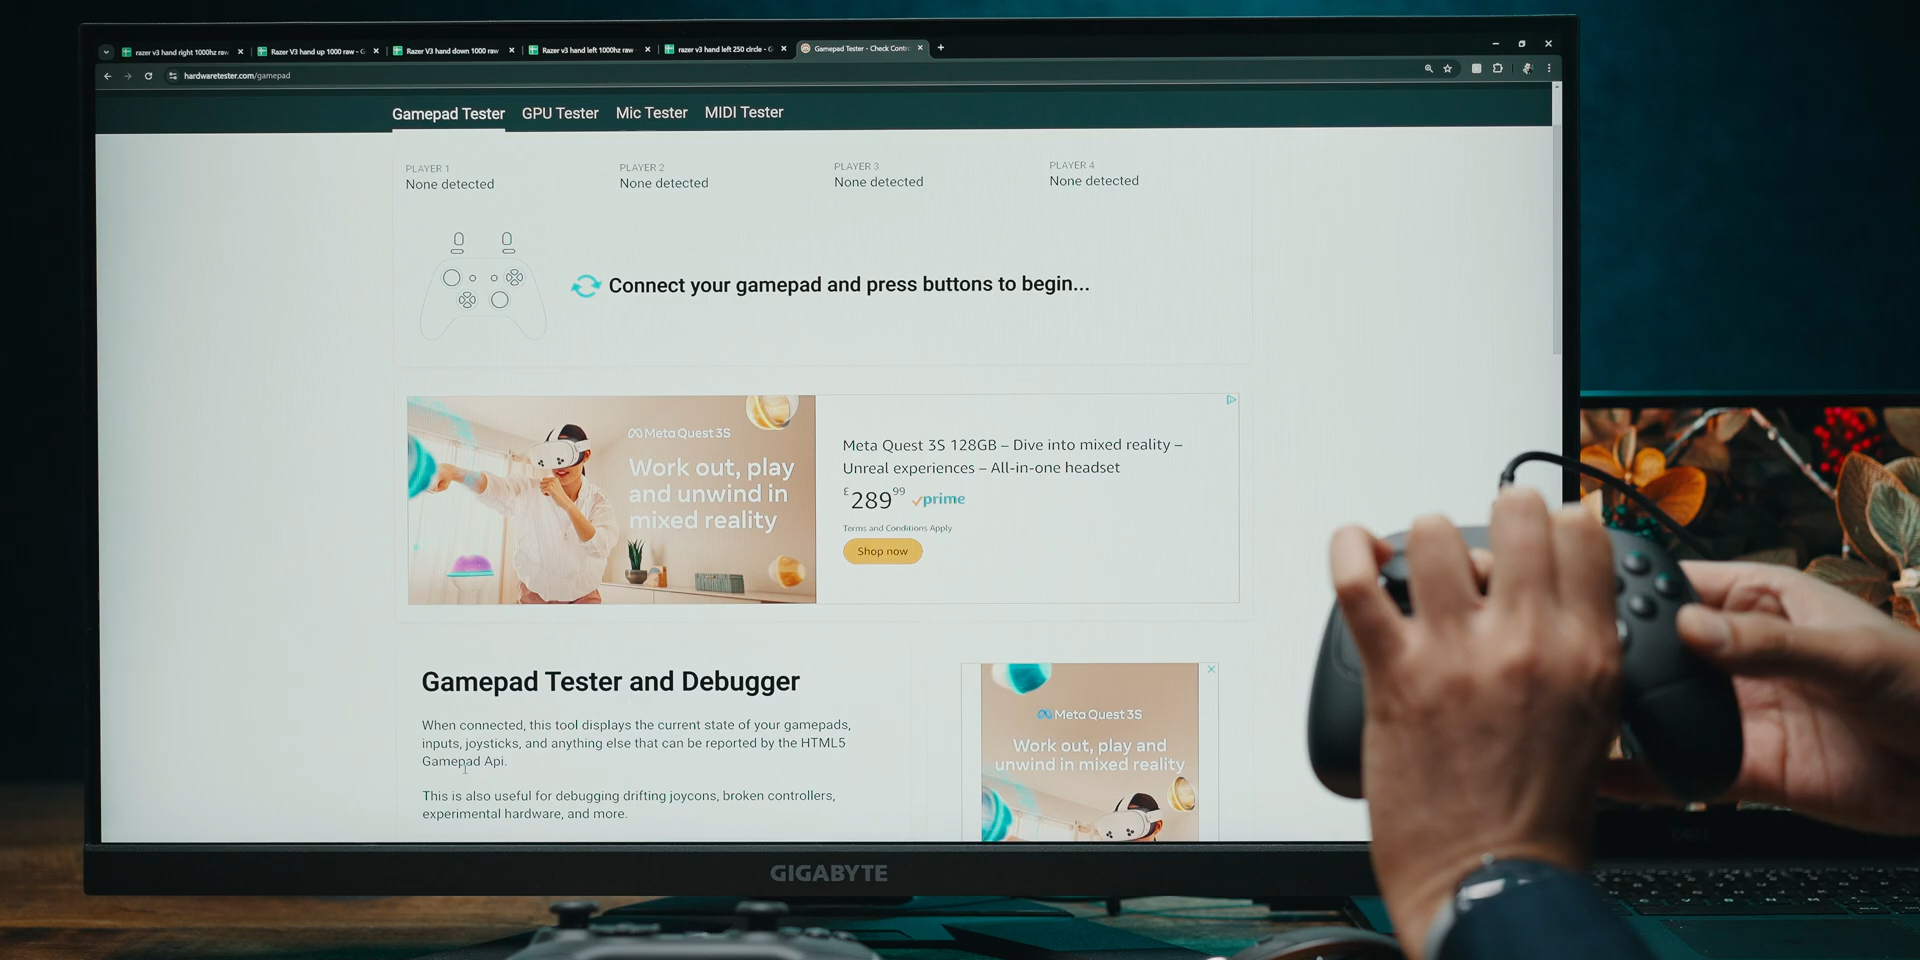 razer v3 hand right 1000hz raw
Razer V3 hand up 1000 raw - G
Razer V3 hand down 1000 raw
Razer V3 hand left 1000hz raw
razer v3 hand left 250 circle - G
Gamepad Tester - Check Contro
hardwaretester.com/gamepad
Gamepad Tester GPU Tester Mic Tester MIDI Tester
PLAYER 1 PLAYER 2 PLAYER 3 PLAYER 4
None detected None detected None detected None detected
Connect your gamepad and press buttons to begin...
Meta Quest 3S
Work out, play
and unwind in
mixed reality
Meta Quest 3S 128GB – Dive into mixed reality –
Unreal experiences – All-in-one headset
£289.99 prime
Terms and Conditions Apply
Shop now
Gamepad Tester and Debugger
When connected, this tool displays the current state of your gamepads,
inputs, joysticks, and anything else that can be reported by the HTML5
Gamepad Api.
This is also useful for debugging drifting joycons, broken controllers,
experimental hardware, and more.
Meta Quest 3S
Work out, play and
unwind in mixed reality
GIGABYTE